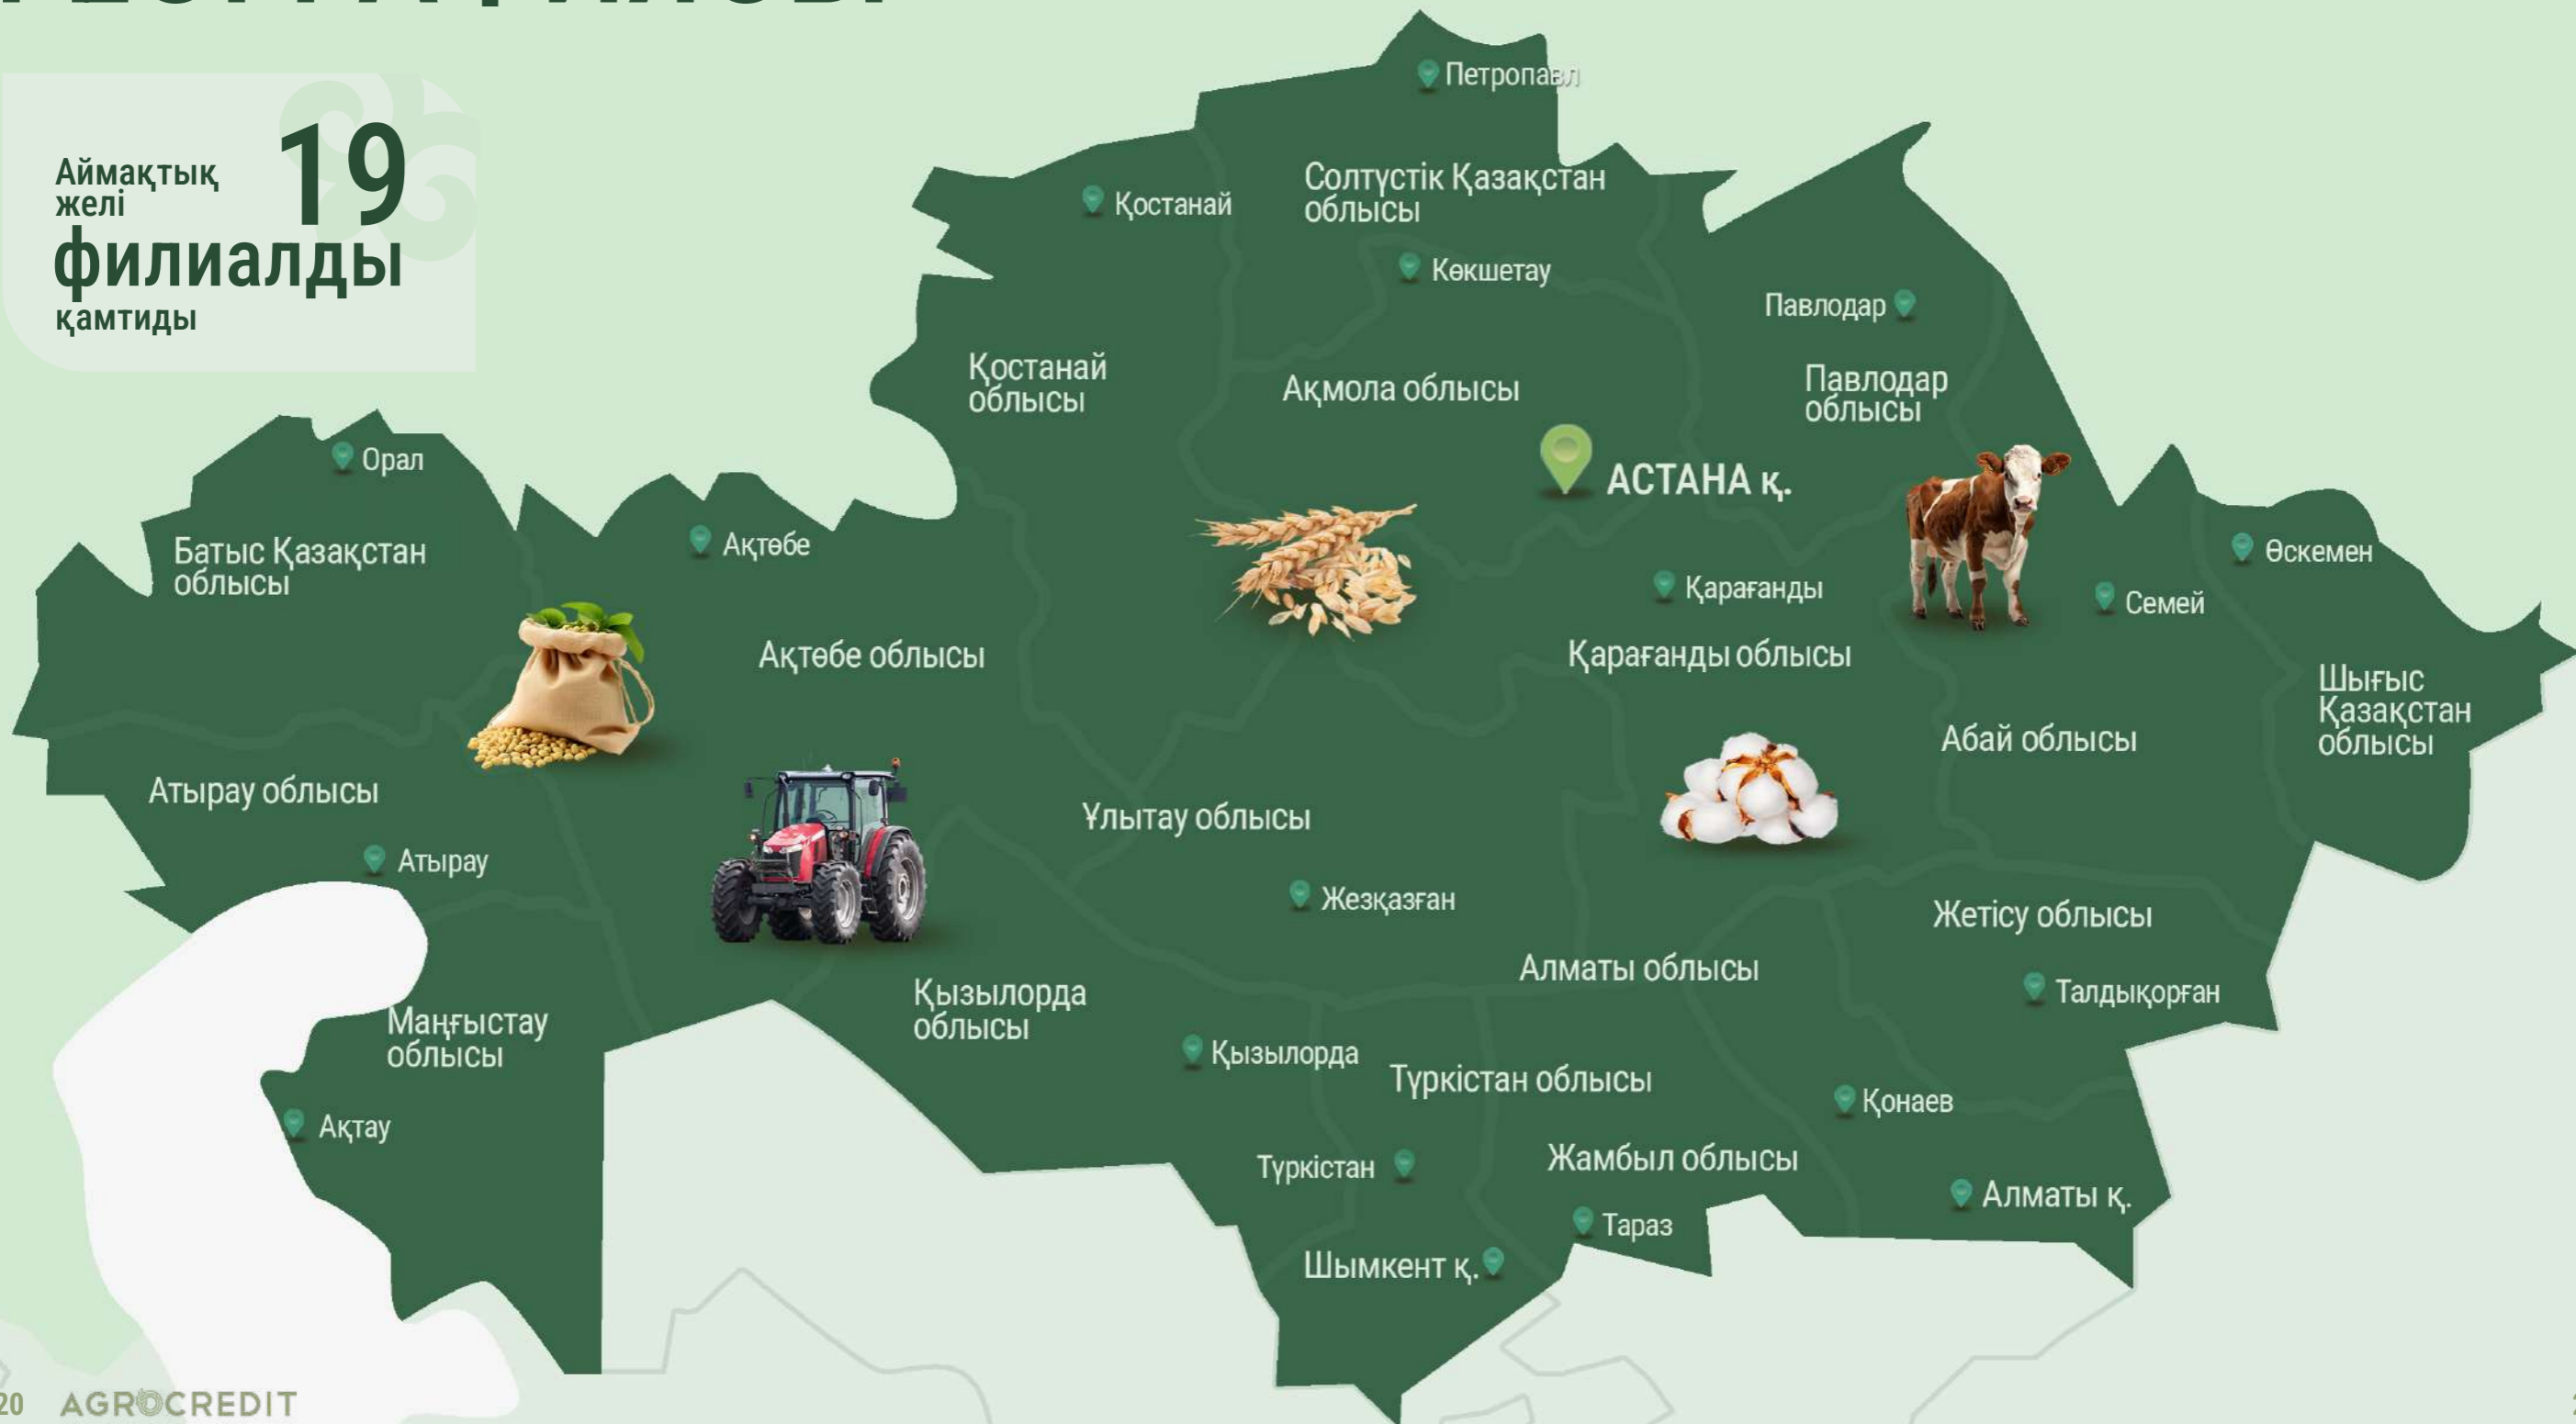 Аймақтық
желі
19
филиалды
қамтиды
Петропавл
Қостанай
Солтүстік Қазақстан
облысы
Көкшетау
Павлодар
Қостанай
облысы
Ақмола облысы
Павлодар
облысы
Орал
АСТАНА қ.
Батыс Қазақстан
облысы
Ақтөбе
Өскемен
Қарағанды
Семей
Ақтөбе облысы
Қарағанды облысы
Шығыс
Қазақстан
облысы
Абай облысы
Атырау облысы
Ұлытау облысы
Атырау
Жезқазған
Жетісу облысы
Алматы облысы
Талдықорған
Қызылорда
облысы
Маңғыстау
облысы
Қызылорда
Түркістан облысы
Қонаев
Ақтау
Түркістан
Жамбыл облысы
Алматы қ.
Тараз
Шымкент қ.
20 AGROCREDIT